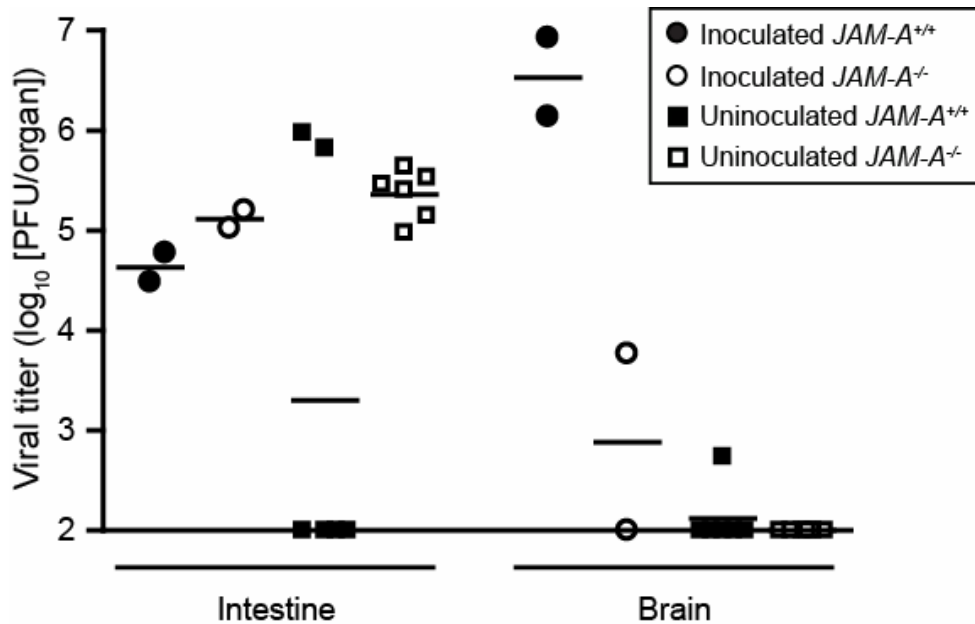 Viral titer (log₁₀ [PFU/organ])
7
6
5
4
3
2
Inoculated JAM-A⁺/⁺
Inoculated JAM-A⁻/⁻
Uninoculated JAM-A⁺/⁺
Uninoculated JAM-A⁻/⁻
Intestine
Brain